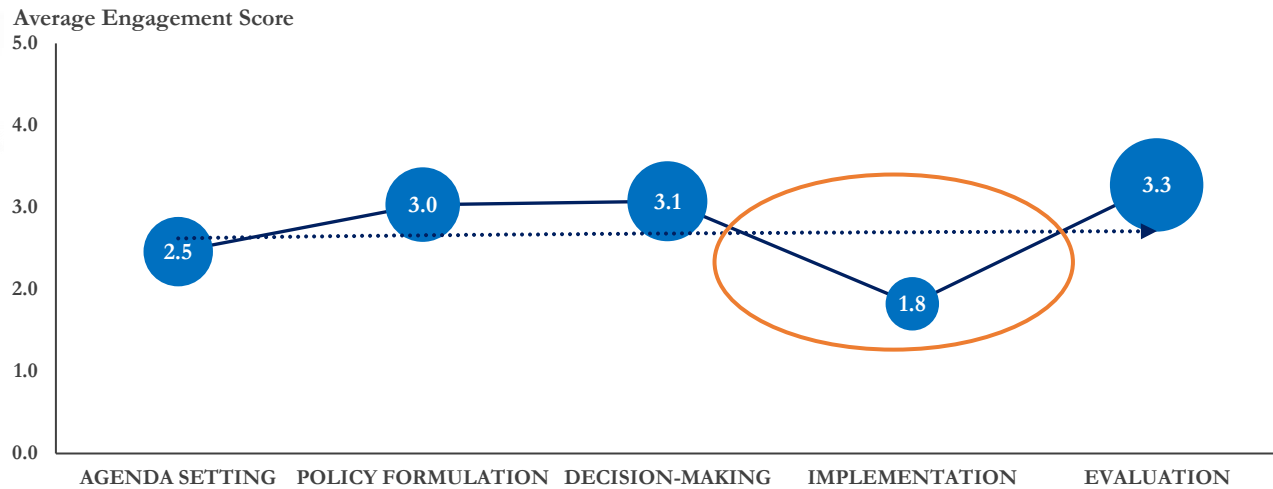 Average Engagement Score
5.0
4.0
3.0
2.0
1.0
0.0
2.5
3.0
3.1
1.8
3.3
AGENDA SETTING
POLICY FORMULATION
DECISION-MAKING
IMPLEMENTATION
EVALUATION